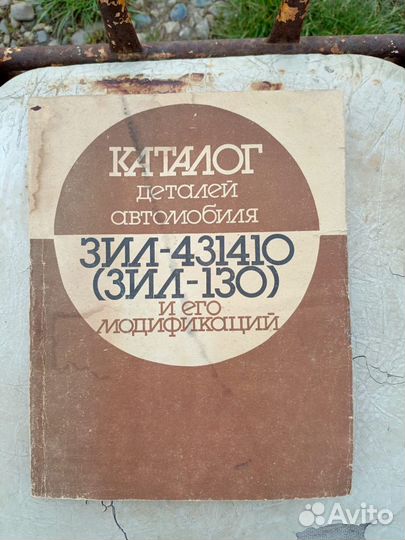 КАТАЛОГ
деталей
автомобиля
ЗИЛ-431410
(ЗИЛ-130)
и его
модификаций
Avito